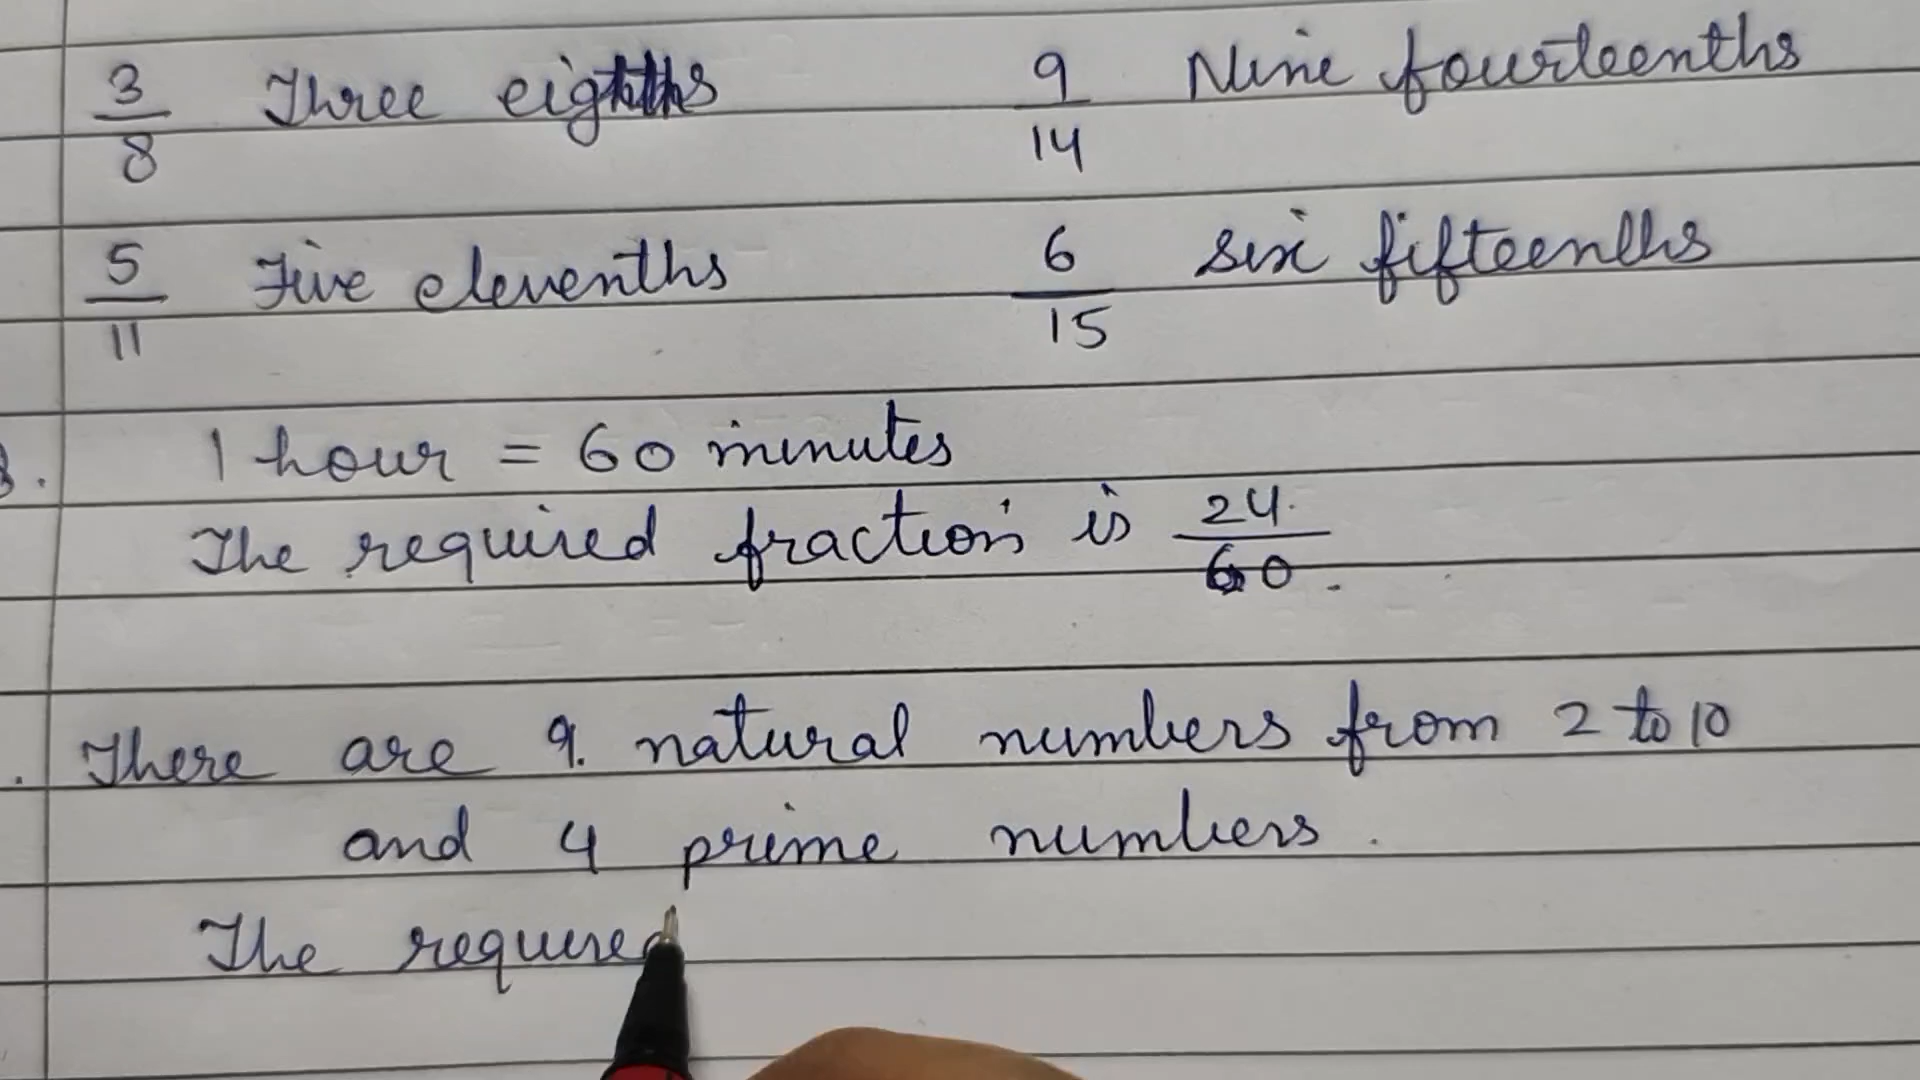 3/8 Three eighths 9/14 Nine fourteenths
5/11 Five elevenths 6/15 six fifteenths
1 hour = 60 minutes
The required fraction is 24/60.
There are 9 natural numbers from 2 to 10
and 4 prime numbers.
The require